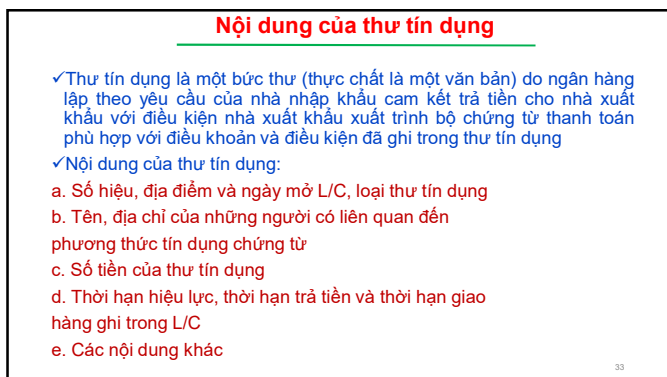 Nội dung của thư tín dụng
✓Thư tín dụng là một bức thư (thực chất là một văn bản) do ngân hàng
lập theo yêu cầu của nhà nhập khẩu cam kết trả tiền cho nhà xuất
khẩu với điều kiện nhà xuất khẩu xuất trình bộ chứng từ thanh toán
phù hợp với điều khoản và điều kiện đã ghi trong thư tín dụng
✓Nội dung của thư tín dụng:
a. Số hiệu, địa điểm và ngày mở L/C, loại thư tín dụng
b. Tên, địa chỉ của những người có liên quan đến
phương thức tín dụng chứng từ
c. Số tiền của thư tín dụng
d. Thời hạn hiệu lực, thời hạn trả tiền và thời hạn giao
hàng ghi trong L/C
e. Các nội dung khác
33